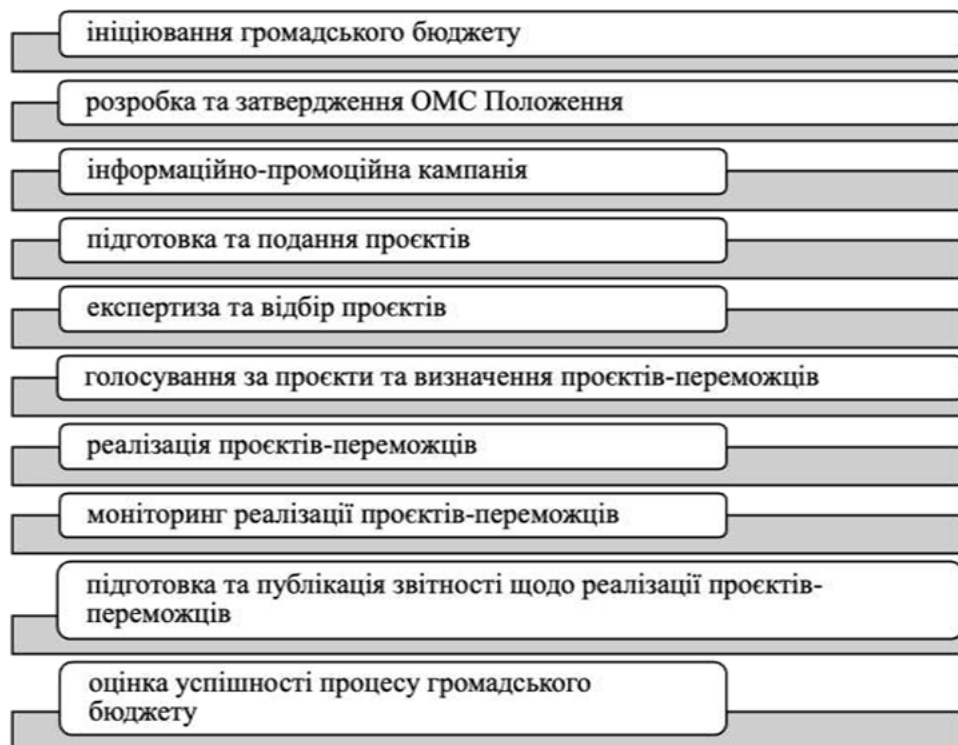 ініціювання громадського бюджету
розробка та затвердження ОМС Положення
інформаційно-промоційна кампанія
підготовка та подання проєктів
експертиза та відбір проєктів
голосування за проєкти та визначення проєктів-переможців
реалізація проєктів-переможців
моніторинг реалізації проєктів-переможців
підготовка та публікація звітності щодо реалізації проєктів-
переможців
оцінка успішності процесу громадського
бюджету